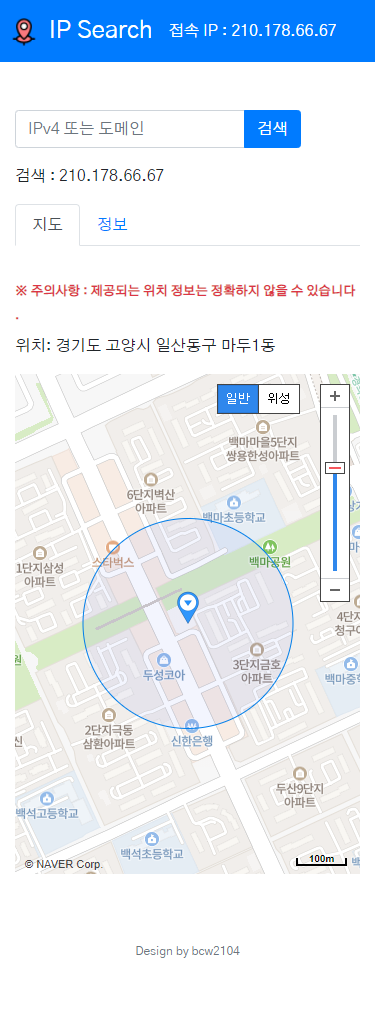 IP Search 접속 IP : 210.178.66.67
IPv4 또는 도메인 검색
검색 : 210.178.66.67
지도 정보
※ 주의사항 : 제공되는 위치 정보는 정확하지 않을 수 있습니다
.
위치: 경기도 고양시 일산동구 마두1동
일반 위성
백마마을5단지
쌍용한성아파트
6단지벽산
아파트
백마초등학교
1단지삼성
아파트
스타벅스
백마공원
4단지
청구아
두성코아
3단지금호
아파트
백마중학
2단지극동
삼환아파트
신한은행
두산9단지
아파트
백석고등학교
백석초등학교
© NAVER Corp.
100m
Design by bcw2104